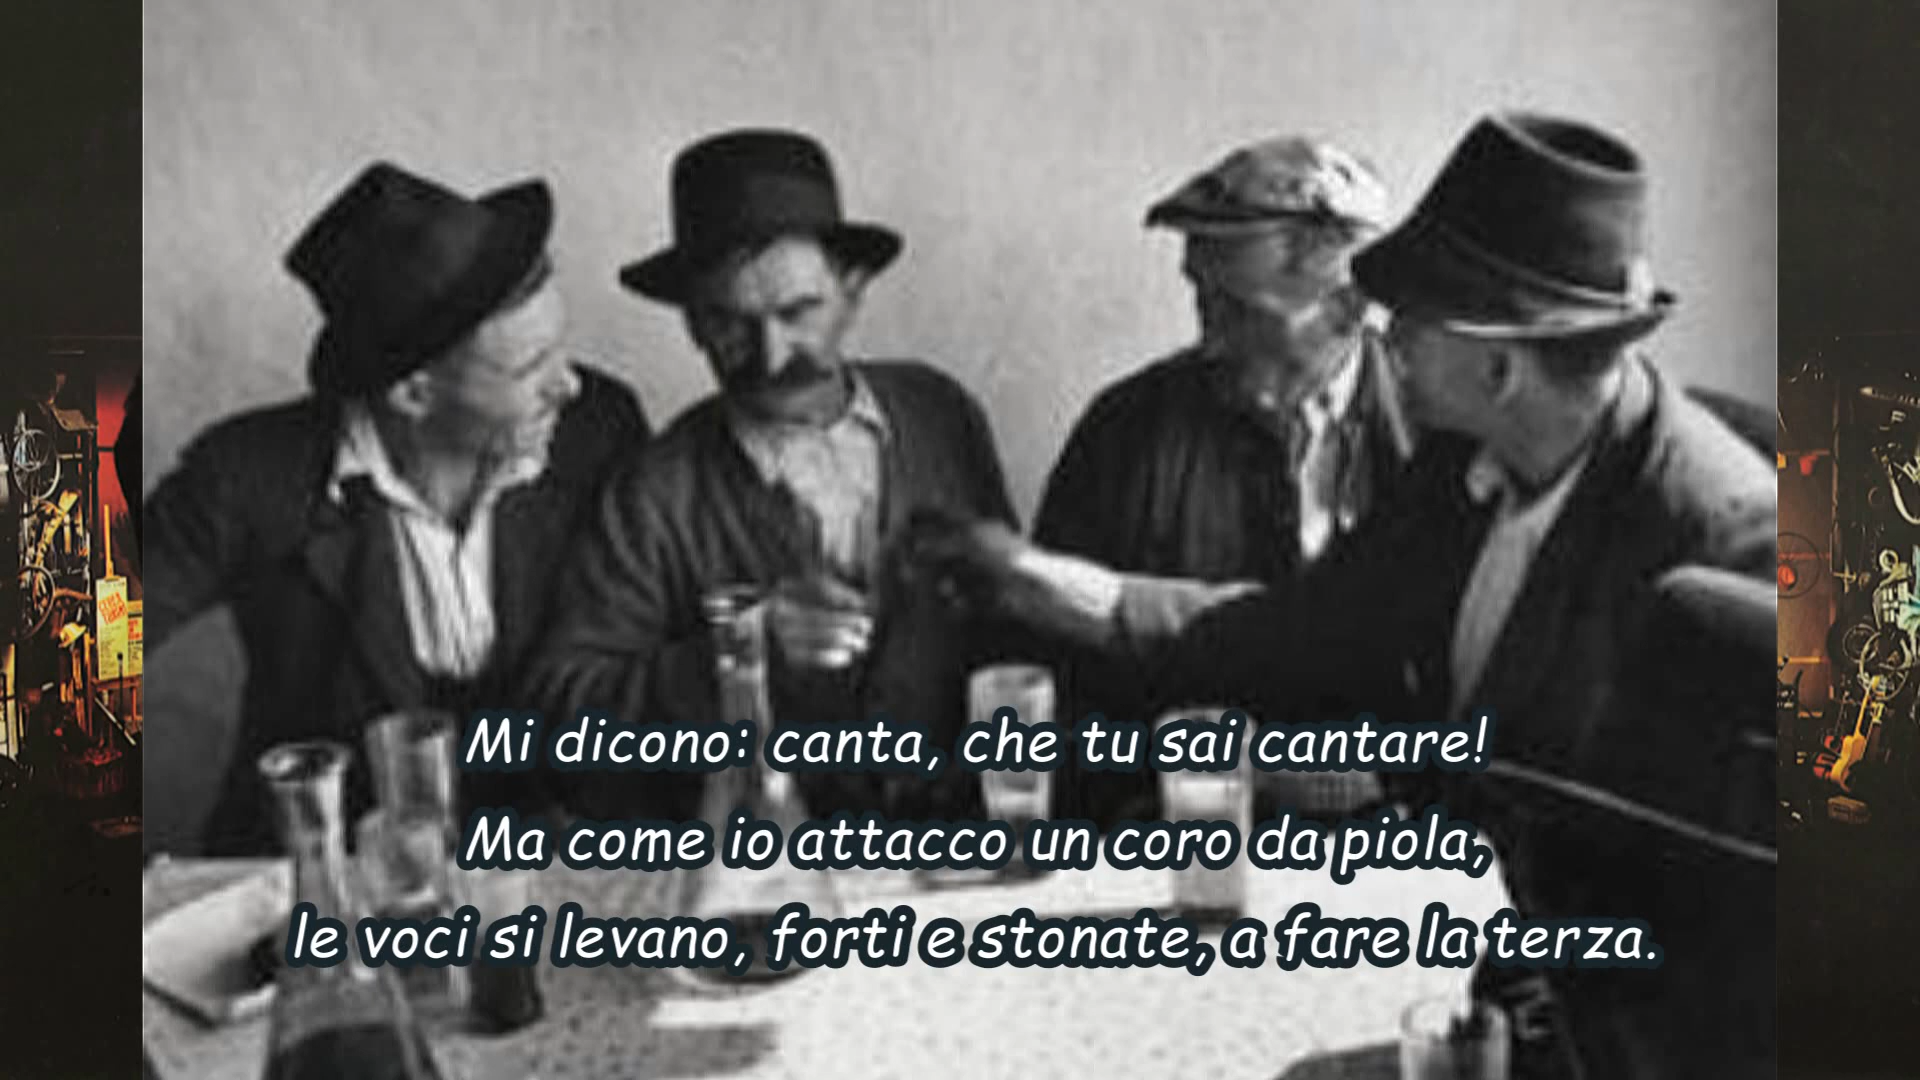 Mi dicono: canta, che tu sai cantare!
Ma come io attacco un coro da piola,
le voci si levano, forti e stonate, a fare la terza.